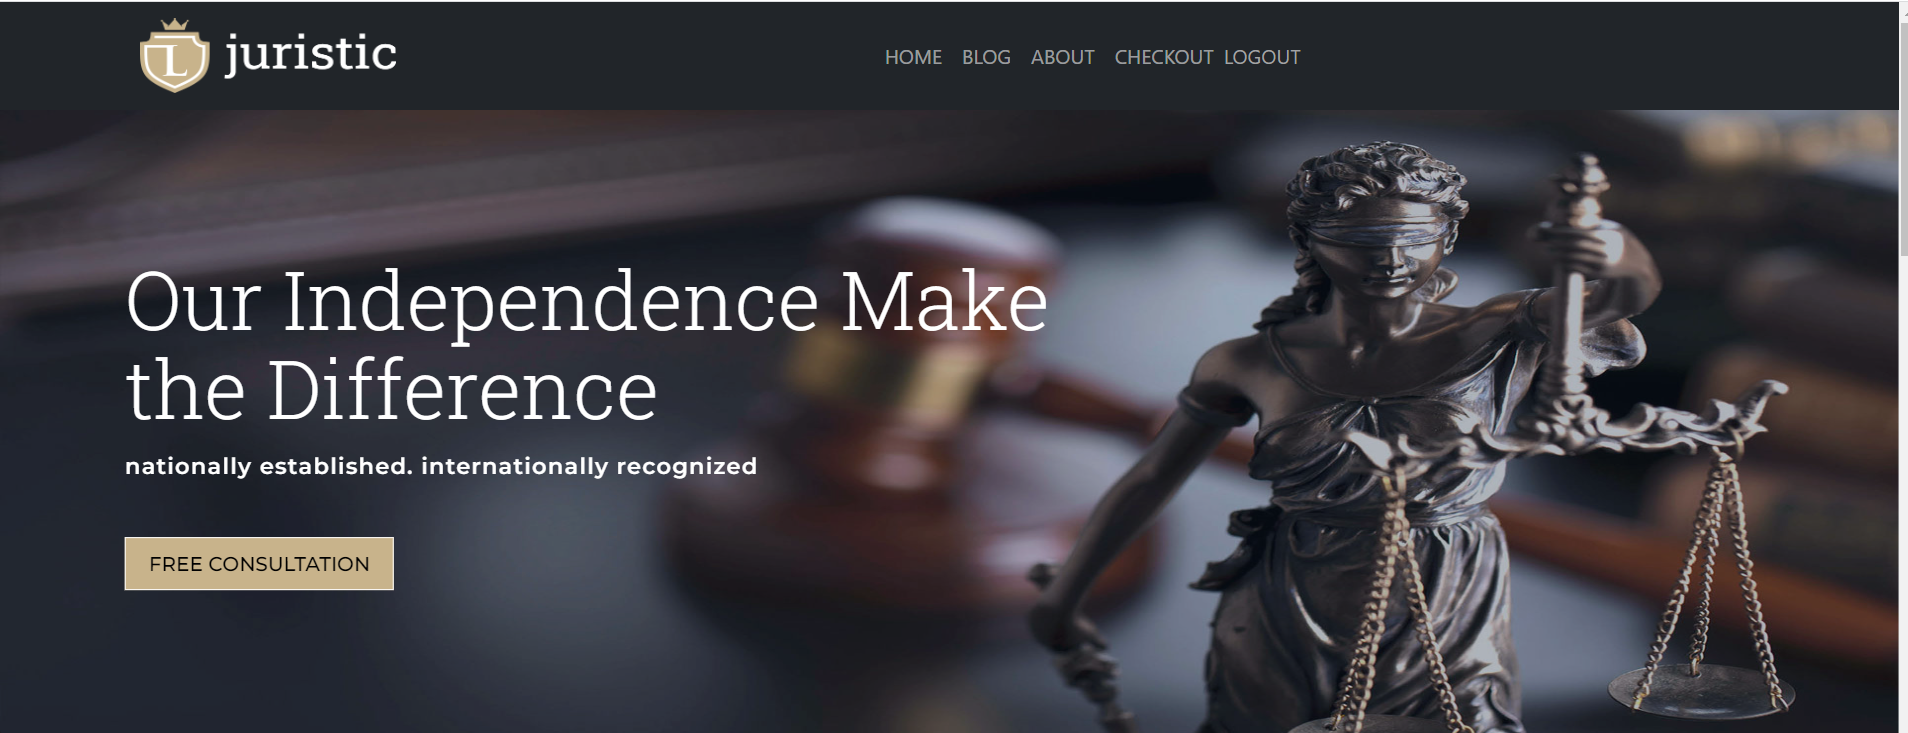 L juristic
HOME BLOG ABOUT CHECKOUT LOGOUT
Our Independence Make
the Difference
nationally established. internationally recognized
FREE CONSULTATION